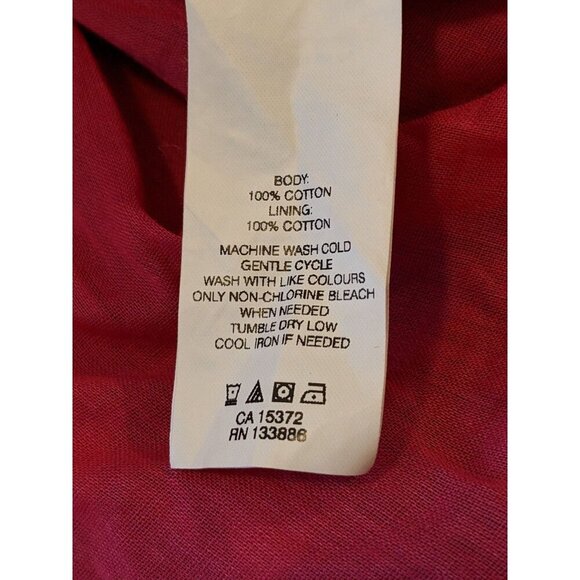 BODY:
100% COTTON
LINING:
100% COTTON
MACHINE WASH COLD
GENTLE CYCLE
WASH WITH LIKE COLOURS
ONLY NON-CHLORINE BLEACH
WHEN NEEDED
TUMBLE DRY LOW
COOL IRON IF NEEDED
CA 15372
RN 133886